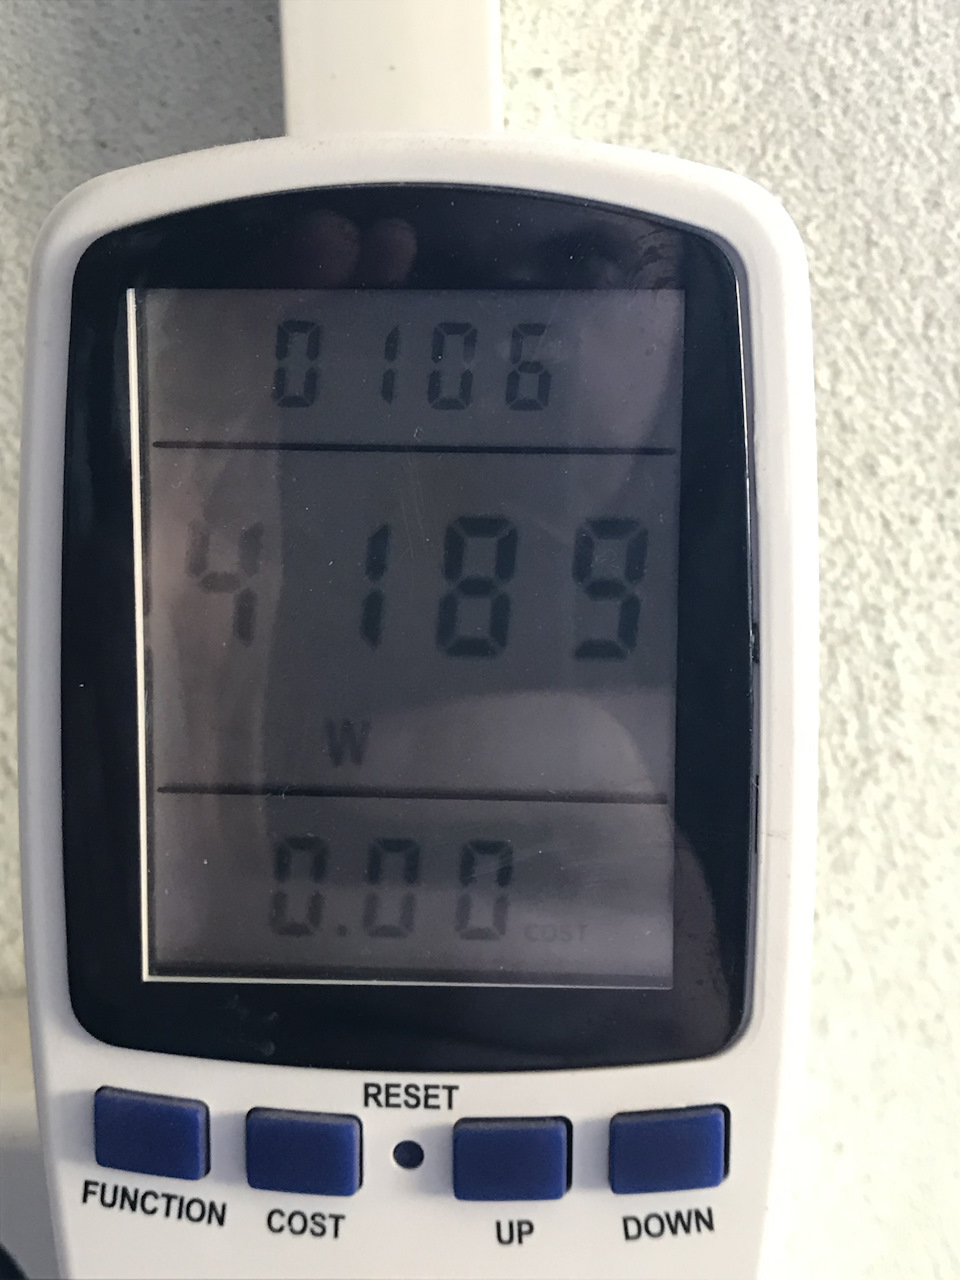 0106
4189
W
0.00 COST
RESET
FUNCTION COST UP DOWN